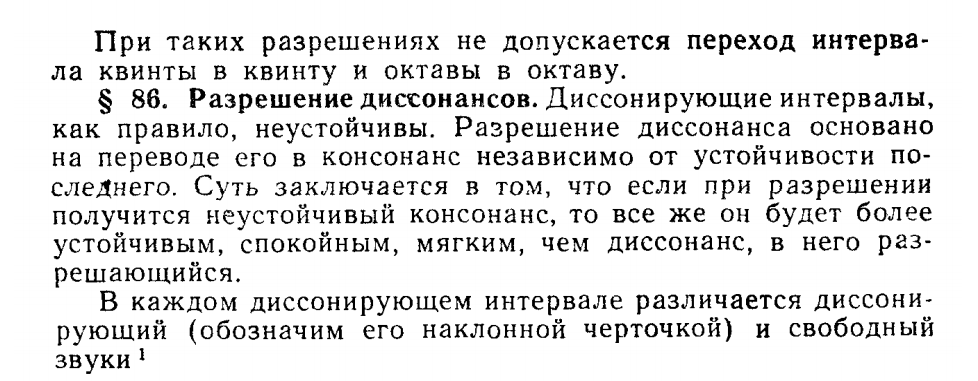 При таких разрешениях не допускается переход интерва-
ла квинты в квинту и октавы в октаву.
§ 86. Разрешение диссонансов. Диссонирующие интервалы,
как правило, неустойчивы. Разрешение диссонанса основано
на переводе его в консонанс независимо от устойчивости по-
следнего. Суть заключается в том, что если при разрешении
получится неустойчивый консонанс, то все же он будет более
устойчивым, спокойным, мягким, чем диссонанс, в него раз-
решающийся.
В каждом диссонирующем интервале различается диссони-
рующий (обозначим его наклонной черточкой) и свободный
звуки ¹